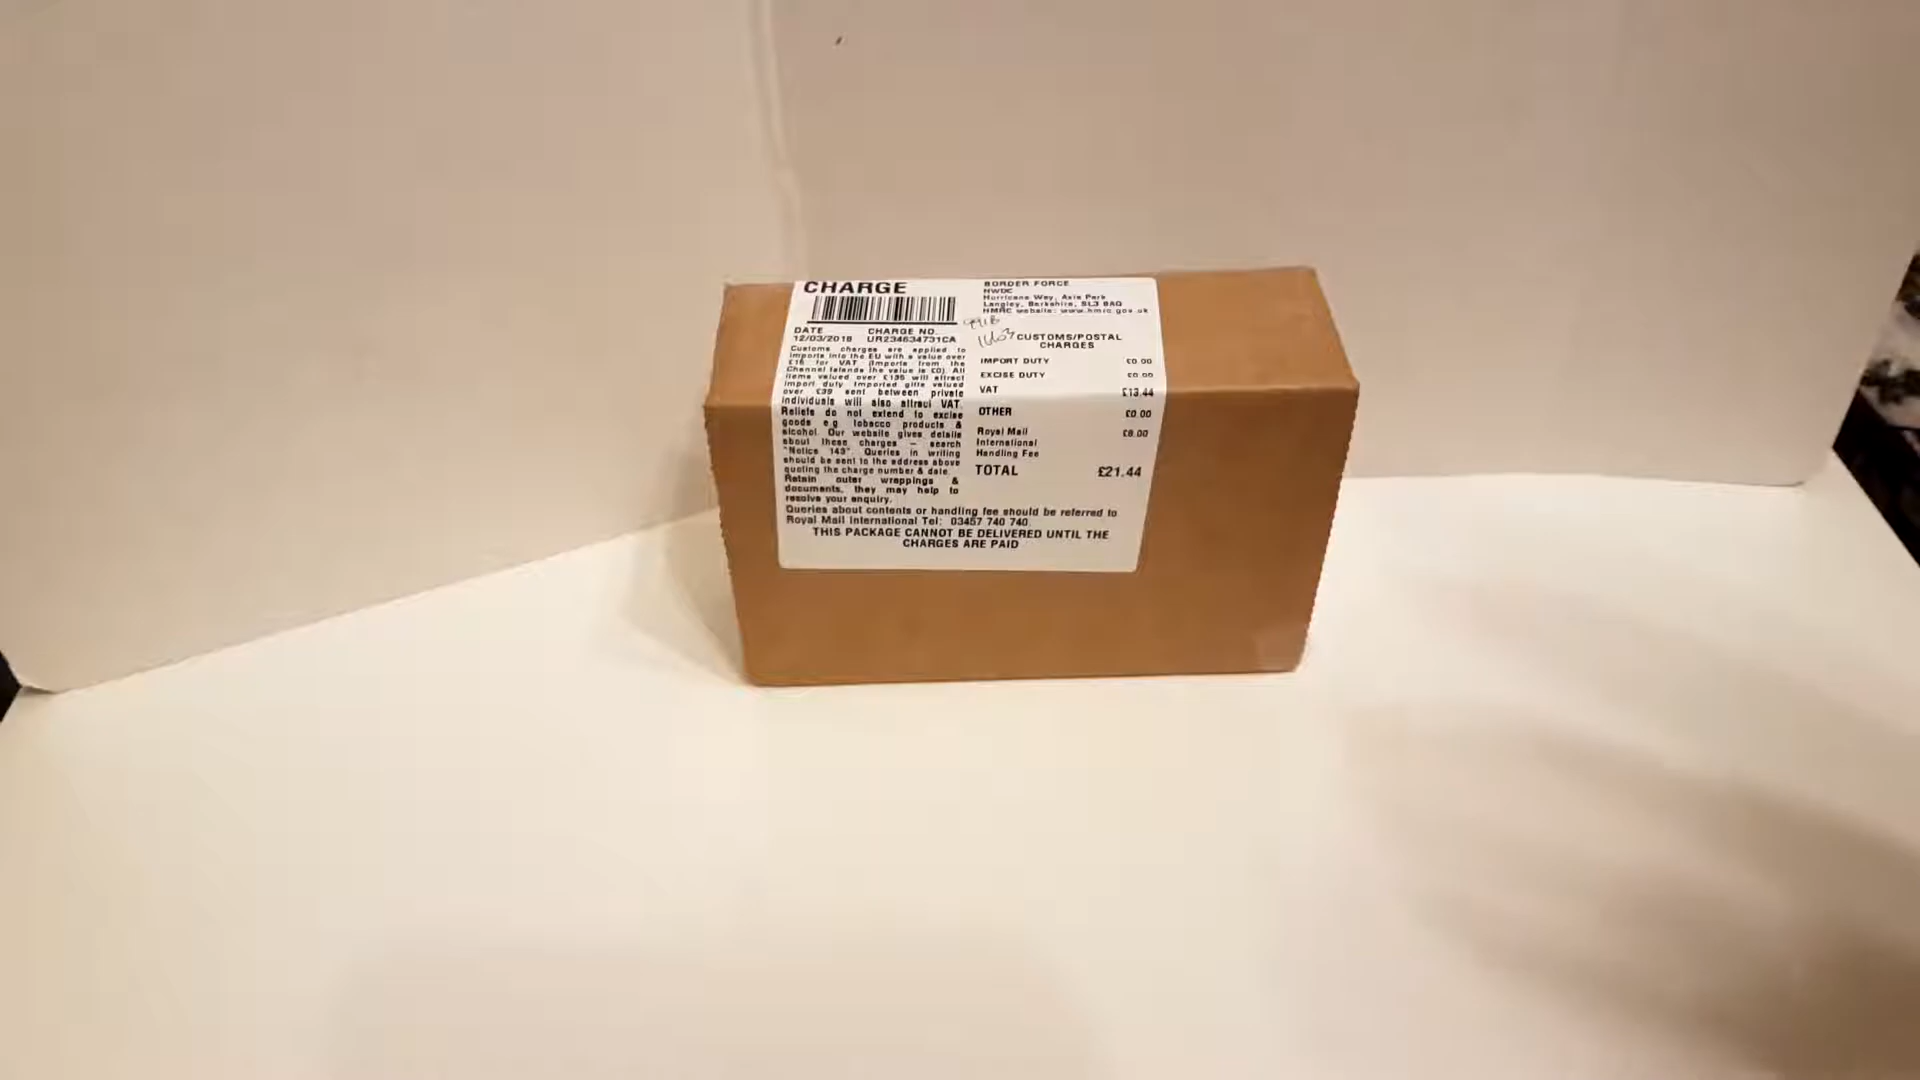 CHARGE
DATE CHARGE NO.
12/03/2018 UR234634731CA
Customs charges are applied to
imports into the EU with a value over
£15 for VAT (Imports from the
Channel Islands the value is £0). All
items valued over £135 will attract
import duty. Imported gifts valued
over £39 sent between private
individuals will also attract VAT.
Reliefs do not extend to excise
goods e.g. tobacco products &
alcohol. Our website gives details
about these charges – search
"Notice 143". Queries in writing
should be sent to the address above
quoting the charge number & date.
Retain outer wrappings &
documents, they may help to
resolve your enquiry.
BORDER FORCE
HWDC
Hurricane Way, Axis Park
Langley, Berkshire, SL3 8AG
HMRC website: www.hmrc.gov.uk
CUSTOMS/POSTAL
CHARGES
IMPORT DUTY £0.00
EXCISE DUTY £0.00
VAT £13.44
OTHER £0.00
Royal Mail £8.00
International
Handling Fee
TOTAL £21.44
Queries about contents or handling fee should be referred to
Royal Mail International Tel: 03457 740 740.
THIS PACKAGE CANNOT BE DELIVERED UNTIL THE
CHARGES ARE PAID